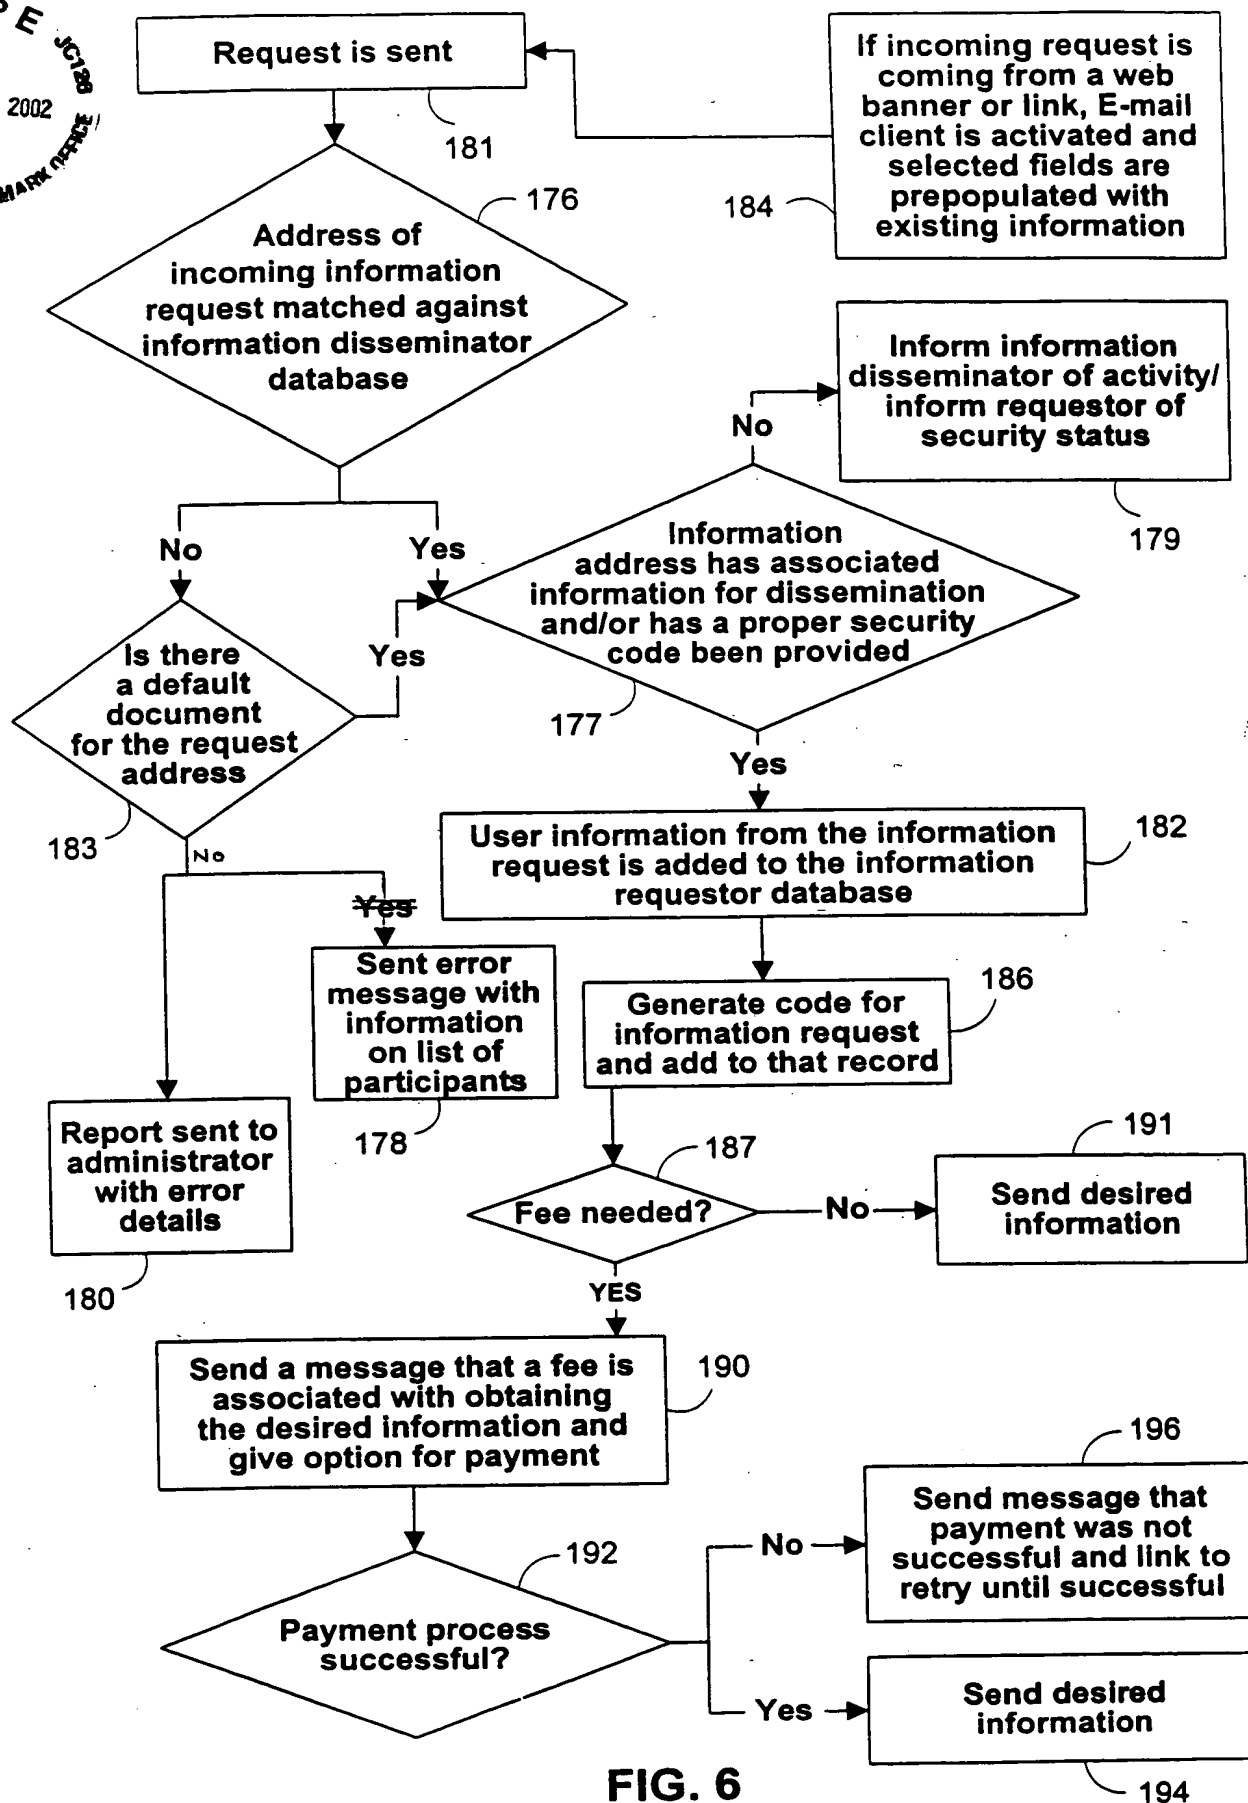 P E JC126
2002
MARK OFFICE
Request is sent
181
If incoming request is
coming from a web
banner or link, E-mail
client is activated and
selected fields are
prepopulated with
existing information
184
176
Address of
incoming information
request matched against
information disseminator
database
Inform information
disseminator of activity/
inform requestor of
security status
179
No
No
Yes
Information
address has associated
information for dissemination
and/or has a proper security
code been provided
177
Yes
Is there
a default
document
for the request
address
183
Yes
No
Yes
User information from the information
request is added to the information
requestor database
182
Sent error
message with
information
on list of
participants
178
Generate code for
information request
and add to that record
186
Report sent to
administrator
with error
details
180
187
Fee needed?
No
191
Send desired
information
YES
Send a message that a fee is
associated with obtaining
the desired information and
give option for payment
190
192
Payment process
successful?
No
196
Send message that
payment was not
successful and link to
retry until successful
Yes
Send desired
information
194
FIG. 6